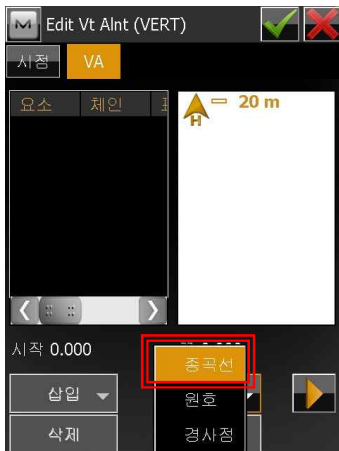 Edit Vt Alnt (VERT)
시점 VA
요소 체인
20 m
H
시작 0.000
종곡선
삽입 원호
삭제 경사점